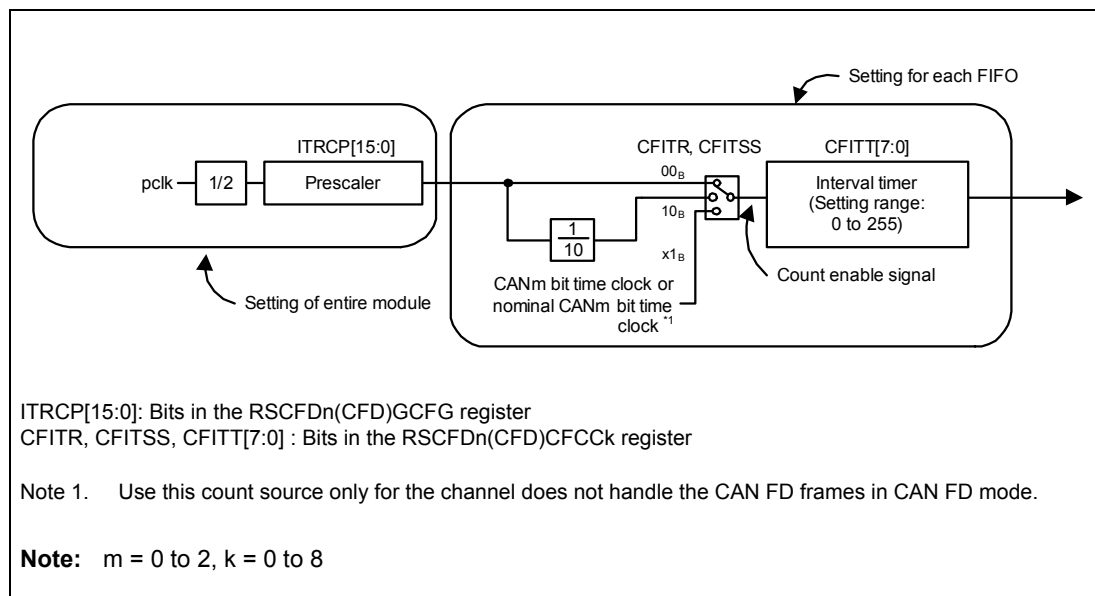 Setting for each FIFO
ITRCP[15:0]
CFITR, CFITSS
CFITT[7:0]
pclk
1/2
Prescaler
00B
10B
x1B
1
10
Interval timer
(Setting range:
0 to 255)
Count enable signal
Setting of entire module
CANm bit time clock or
nominal CANm bit time
clock *1
ITRCP[15:0]: Bits in the RSCFDn(CFD)GCFG register
CFITR, CFITSS, CFITT[7:0] : Bits in the RSCFDn(CFD)CFCCk register
Note 1. Use this count source only for the channel does not handle the CAN FD frames in CAN FD mode.
Note: m = 0 to 2, k = 0 to 8